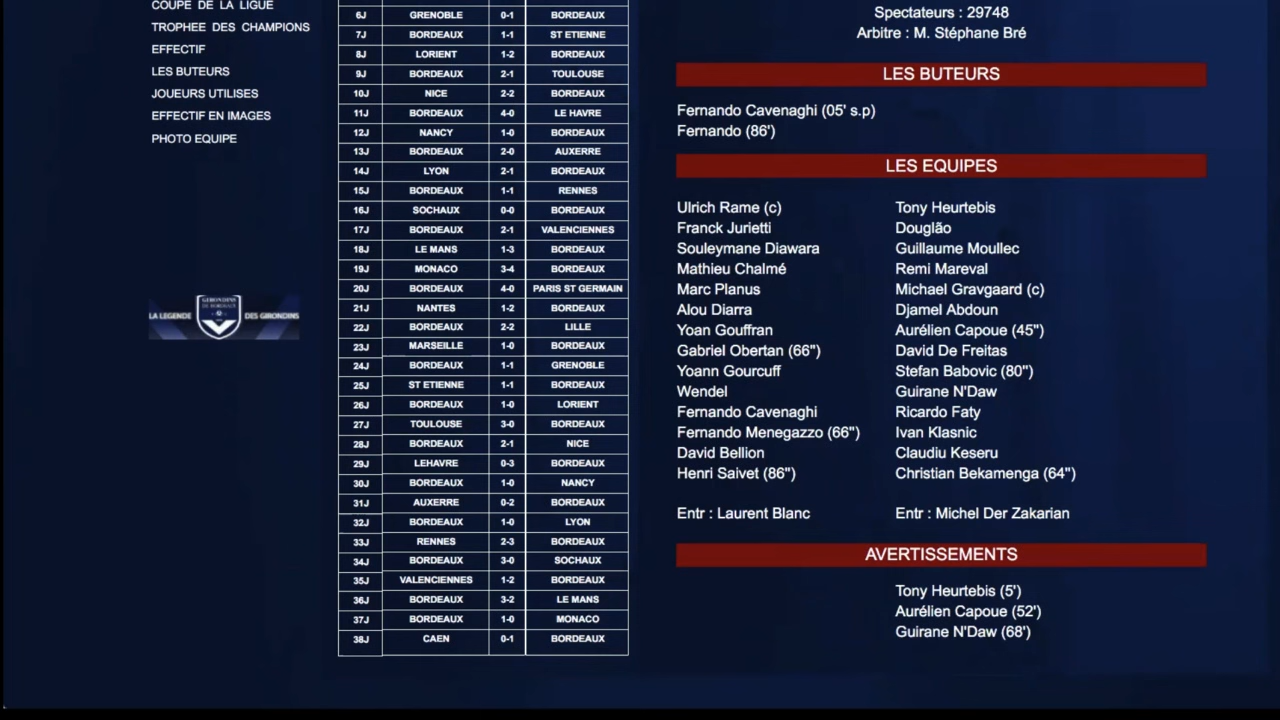 COUPE DE LA LIGUE
TROPHEE DES CHAMPIONS
EFFECTIF
LES BUTEURS
JOUEURS UTILISES
EFFECTIF EN IMAGES
PHOTO EQUIPE
LA LEGENDE GIRONDINS DE BORDEAUX DES GIRONDINS
6J GRENOBLE 0-1 BORDEAUX
7J BORDEAUX 1-1 ST ETIENNE
8J LORIENT 1-2 BORDEAUX
9J BORDEAUX 2-1 TOULOUSE
10J NICE 2-2 BORDEAUX
11J BORDEAUX 4-0 LE HAVRE
12J NANCY 1-0 BORDEAUX
13J BORDEAUX 2-0 AUXERRE
14J LYON 2-1 BORDEAUX
15J BORDEAUX 1-1 RENNES
16J SOCHAUX 0-0 BORDEAUX
17J BORDEAUX 2-1 VALENCIENNES
18J LE MANS 1-3 BORDEAUX
19J MONACO 3-4 BORDEAUX
20J BORDEAUX 4-0 PARIS ST GERMAIN
21J NANTES 1-2 BORDEAUX
22J BORDEAUX 2-2 LILLE
23J MARSEILLE 1-0 BORDEAUX
24J BORDEAUX 1-1 GRENOBLE
25J ST ETIENNE 1-1 BORDEAUX
26J BORDEAUX 1-0 LORIENT
27J TOULOUSE 3-0 BORDEAUX
28J BORDEAUX 2-1 NICE
29J LEHAVRE 0-3 BORDEAUX
30J BORDEAUX 1-0 NANCY
31J AUXERRE 0-2 BORDEAUX
32J BORDEAUX 1-0 LYON
33J RENNES 2-3 BORDEAUX
34J BORDEAUX 3-0 SOCHAUX
35J VALENCIENNES 1-2 BORDEAUX
36J BORDEAUX 3-2 LE MANS
37J BORDEAUX 1-0 MONACO
38J CAEN 0-1 BORDEAUX
Spectateurs : 29748
Arbitre : M. Stéphane Bré
LES BUTEURS
Fernando Cavenaghi (05' s.p)
Fernando (86')
LES EQUIPES
Ulrich Rame (c) Tony Heurtebis
Franck Jurietti Douglão
Souleymane Diawara Guillaume Moullec
Mathieu Chalmé Remi Mareval
Marc Planus Michael Gravgaard (c)
Alou Diarra Djamel Abdoun
Yoan Gouffran Aurélien Capoue (45")
Gabriel Obertan (66") David De Freitas
Yoann Gourcuff Stefan Babovic (80")
Wendel Guirane N'Daw
Fernando Cavenaghi Ricardo Faty
Fernando Menegazzo (66") Ivan Klasnic
David Bellion Claudiu Keseru
Henri Saivet (86") Christian Bekamenga (64")
Entr : Laurent Blanc Entr : Michel Der Zakarian
AVERTISSEMENTS
Tony Heurtebis (5')
Aurélien Capoue (52')
Guirane N'Daw (68')